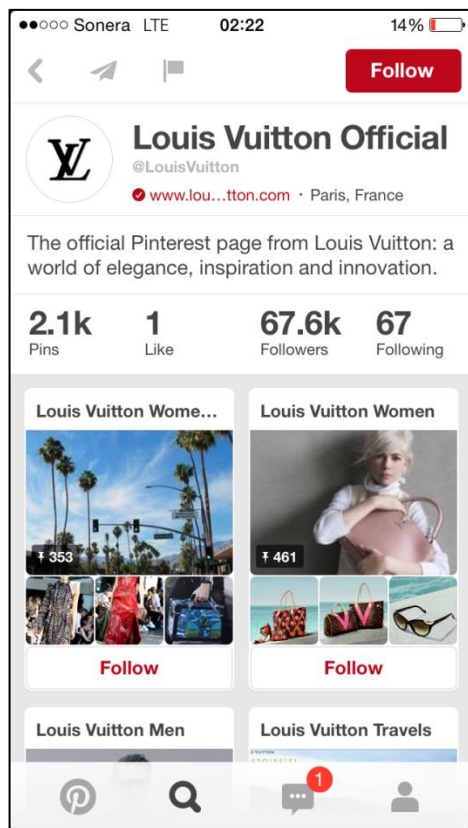 Sonera LTE 02:22 14%
Follow
LV
Louis Vuitton Official
@LouisVuitton
www.lou...tton.com · Paris, France
The official Pinterest page from Louis Vuitton: a
world of elegance, inspiration and innovation.
2.1k 1 67.6k 67
Pins Like Followers Following
Louis Vuitton Wome... Louis Vuitton Women
353 461
Follow Follow
Louis Vuitton Men Louis Vuitton Travels
1